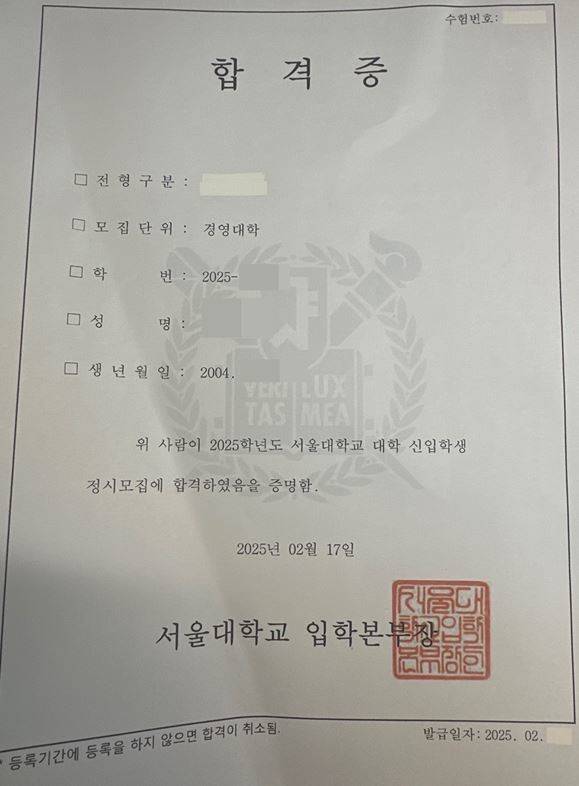 수험번호:
합 격 증
□ 전 형 구 분 :
□ 모 집 단 위 : 경영대학
□ 학 번 : 2025-
□ 성 명 :
□ 생 년 월 일 : 2004.
VERI LUX
TAS MEA
위 사람이 2025학년도 서울대학교 대학 신입학생
정시모집에 합격하였음을 증명함.
2025년 02월 17일
서울대학교 입학본부장
* 등록기간에 등록을 하지 않으면 합격이 취소됨.
발급일자: 2025. 02.